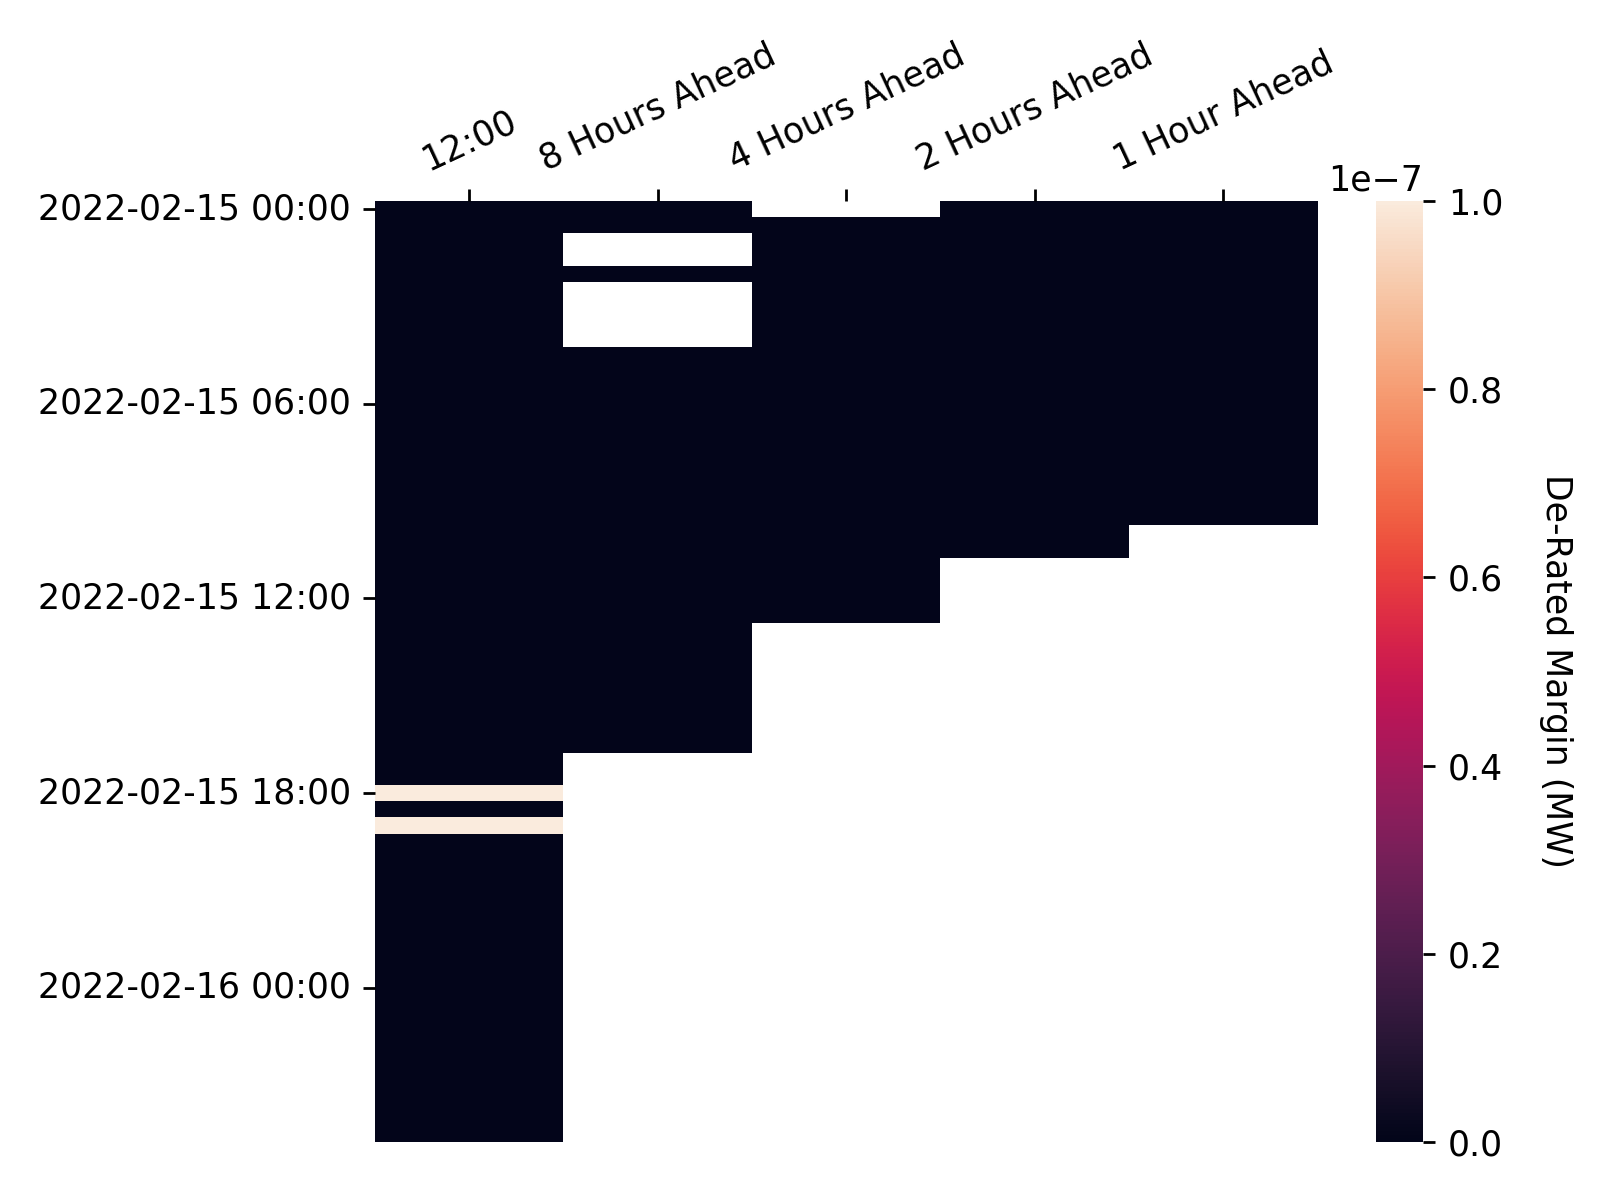 12:00
8 Hours Ahead
4 Hours Ahead
2 Hours Ahead
1 Hour Ahead
1e−7
2022-02-15 00:00
2022-02-15 06:00
2022-02-15 12:00
2022-02-15 18:00
2022-02-16 00:00
1.0
0.8
0.6
0.4
0.2
0.0
De-Rated Margin (MW)